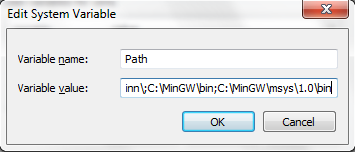 Edit System Variable
Variable name: Path
Variable value: inn\;C:\MinGW\bin;C:\MinGW\msys\1.0\bin
OK Cancel